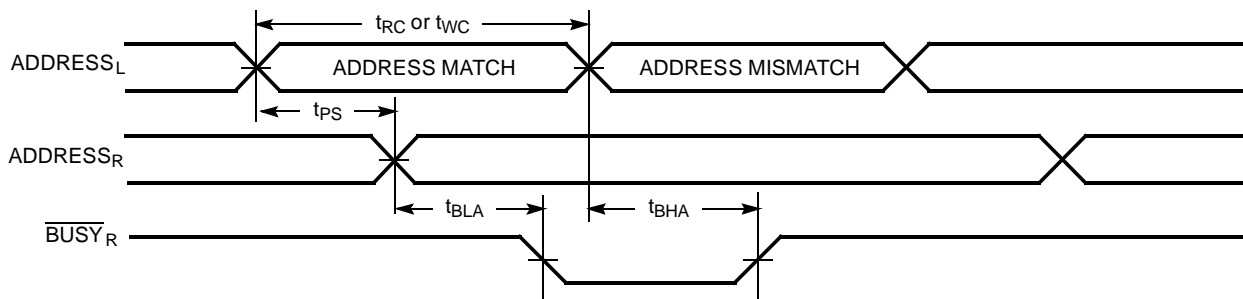 tRC or tWC
ADDRESSL
ADDRESS MATCH
ADDRESS MISMATCH
tPS
ADDRESSR
tBLA
tBHA
BUSYR